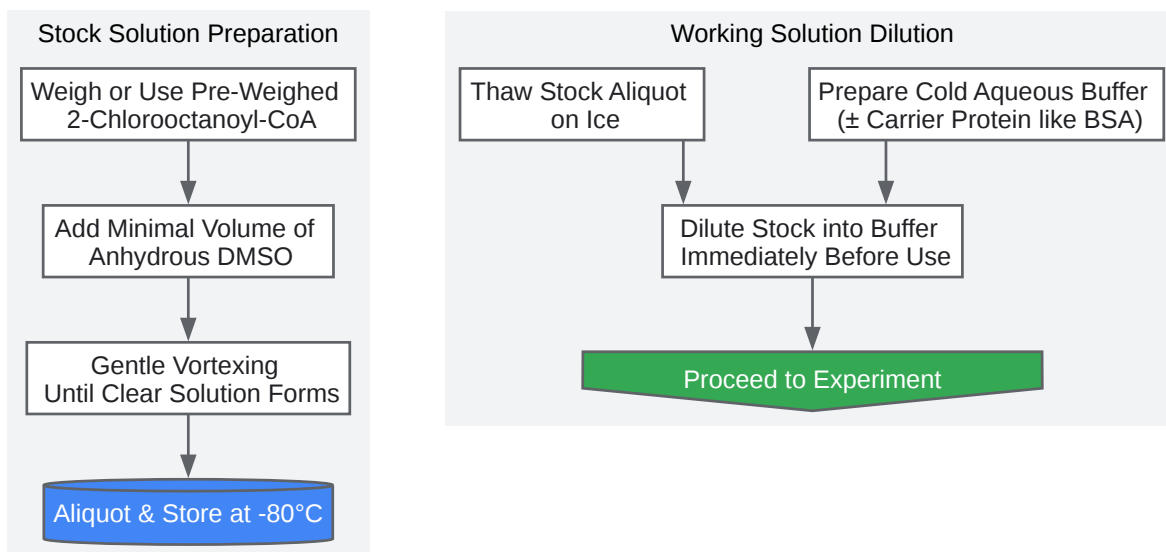 Stock Solution Preparation
Weigh or Use Pre-Weighed
2-Chlorooctanoyl-CoA
Add Minimal Volume of
Anhydrous DMSO
Gentle Vortexing
Until Clear Solution Forms
Aliquot & Store at -80°C
Working Solution Dilution
Thaw Stock Aliquot
on Ice
Prepare Cold Aqueous Buffer
(± Carrier Protein like BSA)
Dilute Stock into Buffer
Immediately Before Use
Proceed to Experiment